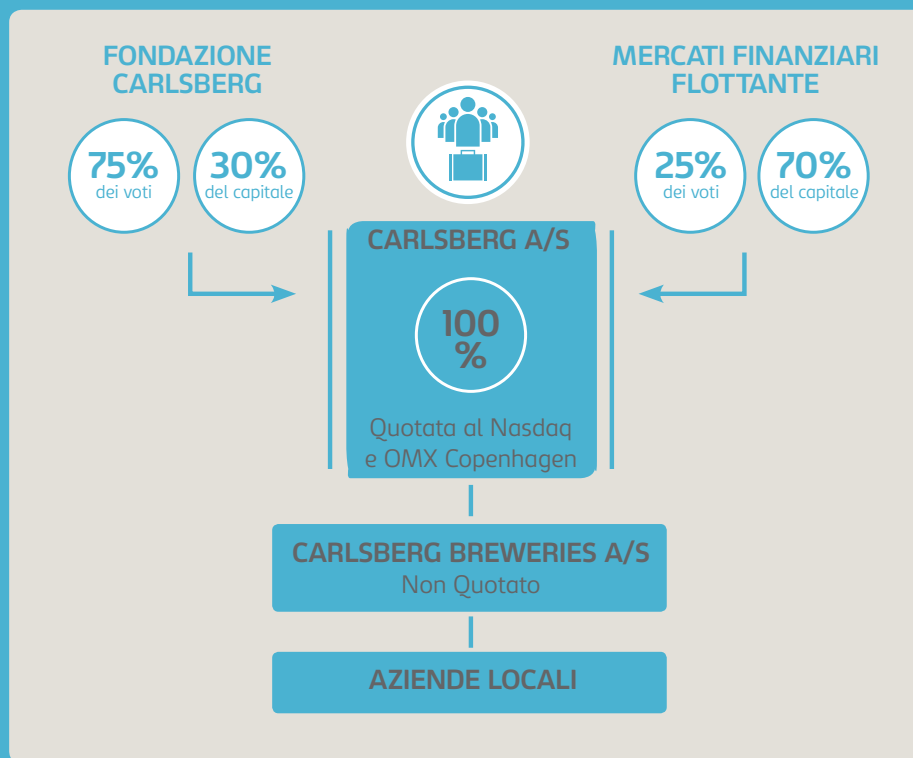 FONDAZIONE
CARLSBERG
75%
dei voti
30%
del capitale
MERCATI FINANZIARI
FLOTTANTE
25%
dei voti
70%
del capitale
CARLSBERG A/S
100
%
Quotata al Nasdaq
e OMX Copenhagen
CARLSBERG BREWERIES A/S
Non Quotato
AZIENDE LOCALI